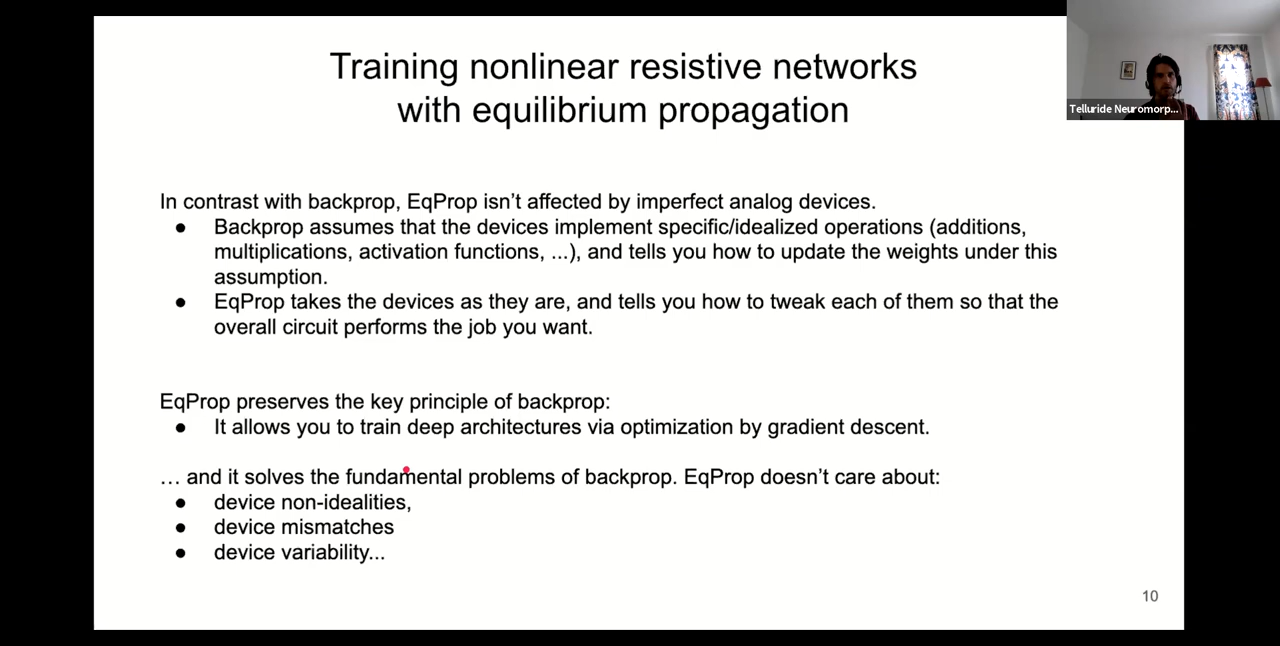 Training nonlinear resistive networks
with equilibrium propagation
Telluride Neuromorp...
In contrast with backprop, EqProp isn’t affected by imperfect analog devices.
● Backprop assumes that the devices implement specific/idealized operations (additions,
multiplications, activation functions, ...), and tells you how to update the weights under this
assumption.
● EqProp takes the devices as they are, and tells you how to tweak each of them so that the
overall circuit performs the job you want.
EqProp preserves the key principle of backprop:
● It allows you to train deep architectures via optimization by gradient descent.
… and it solves the fundamental problems of backprop. EqProp doesn’t care about:
● device non-idealities,
● device mismatches
● device variability...
10